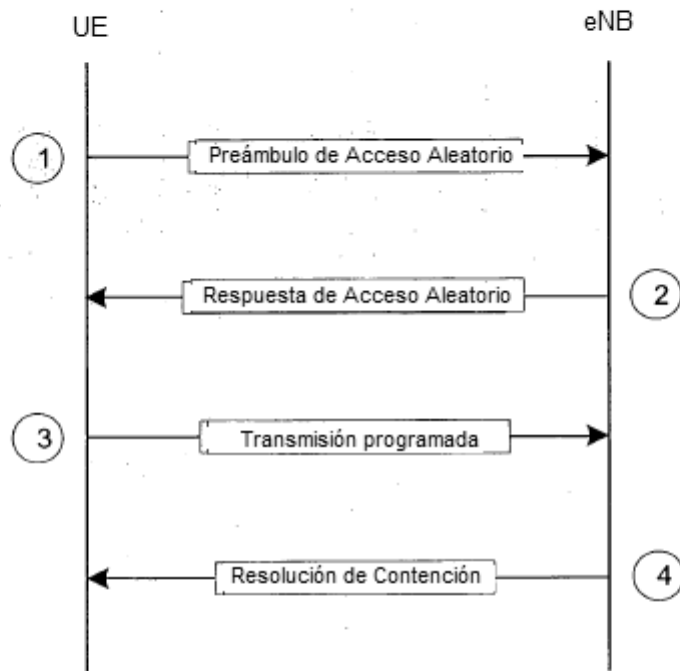 UE
eNB
1
Preámbulo de Acceso Aleatorio
Respuesta de Acceso Aleatorio
2
3
Transmisión programada
Resolución de Contención
4